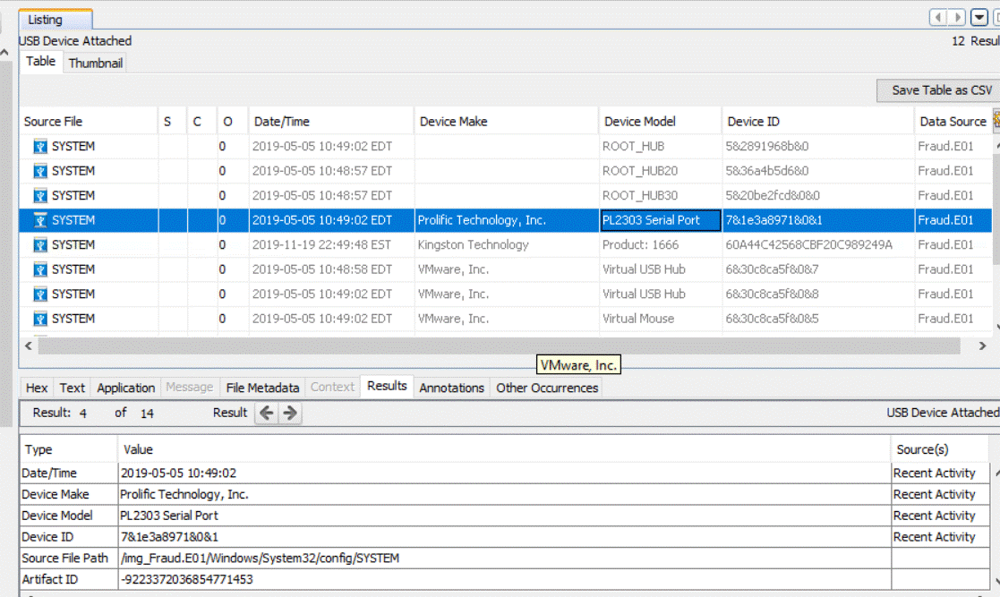 Listing
USB Device Attached
12 Resul
Table Thumbnail
Save Table as CSV
Source File S C O Date/Time Device Make Device Model Device ID Data Source
SYSTEM 0 2019-05-05 10:49:02 EDT ROOT_HUB 5&2891968b&0 Fraud.E01
SYSTEM 0 2019-05-05 10:48:57 EDT ROOT_HUB20 5&36a4b5d6&0 Fraud.E01
SYSTEM 0 2019-05-05 10:48:57 EDT ROOT_HUB30 5&20be2fcd&0&0 Fraud.E01
SYSTEM 0 2019-05-05 10:49:02 EDT Prolific Technology, Inc. PL2303 Serial Port 7&1e3a8971&0&1 Fraud.E01
SYSTEM 0 2019-11-19 22:49:48 EST Kingston Technology Product: 1666 60A44C42568CBF20C989249A Fraud.E01
SYSTEM 0 2019-05-05 10:48:58 EDT VMware, Inc. Virtual USB Hub 6&30c8ca5f&0&7 Fraud.E01
SYSTEM 0 2019-05-05 10:49:02 EDT VMware, Inc. Virtual USB Hub 6&30c8ca5f&0&8 Fraud.E01
SYSTEM 0 2019-05-05 10:49:02 EDT VMware, Inc. Virtual Mouse 6&30c8ca5f&0&5 Fraud.E01
VMware, Inc.
Hex Text Application Message File Metadata Context Results Annotations Other Occurrences
Result: 4 of 14 Result USB Device Attached
Type Value Source(s)
Date/Time 2019-05-05 10:49:02 Recent Activity
Device Make Prolific Technology, Inc. Recent Activity
Device Model PL2303 Serial Port Recent Activity
Device ID 7&1e3a8971&0&1 Recent Activity
Source File Path /img_Fraud.E01/Windows/System32/config/SYSTEM
Artifact ID -9223372036854771453